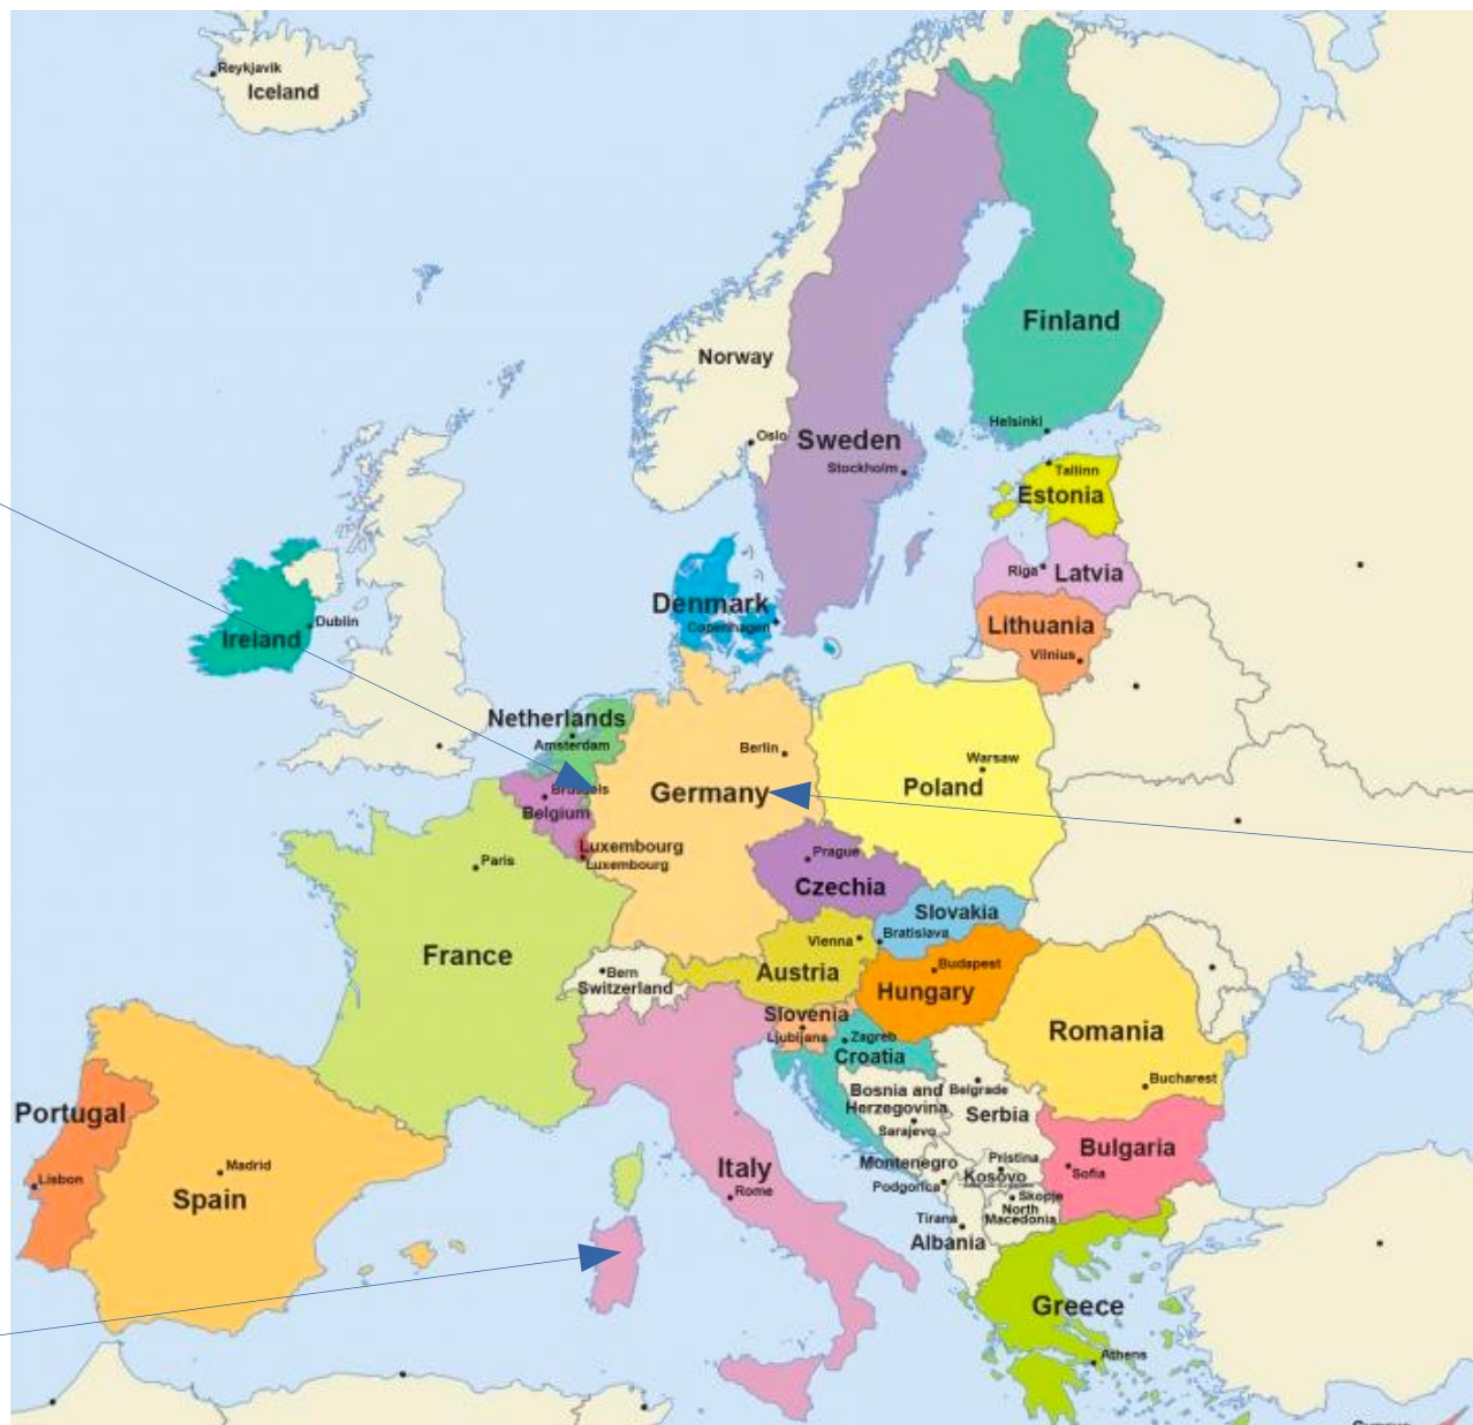 Reykjavik
Iceland
Finland
Norway
Helsinki
Oslo
Sweden
Stockholm
Tallinn
Estonia
Riga
Latvia
Denmark
Copenhagen
Dublin
Ireland
Lithuania
Vilnius
Netherlands
Amsterdam
Berlin
Warsaw
Germany
Poland
Brussels
Belgium
Luxembourg
Luxembourg
Paris
Prague
Czechia
Slovakia
Bratislava
Vienna
France
Austria
Budapest
Hungary
Bern
Switzerland
Slovenia
Ljubljana
Zagreb
Croatia
Romania
Bucharest
Bosnia and
Herzegovina
Sarajevo
Belgrade
Serbia
Portugal
Lisbon
Madrid
Spain
Italy
Rome
Montenegro
Podgorica
Pristina
Kosovo
Bulgaria
Sofia
Skopje
North
Macedonia
Tirana
Albania
Greece
Athens